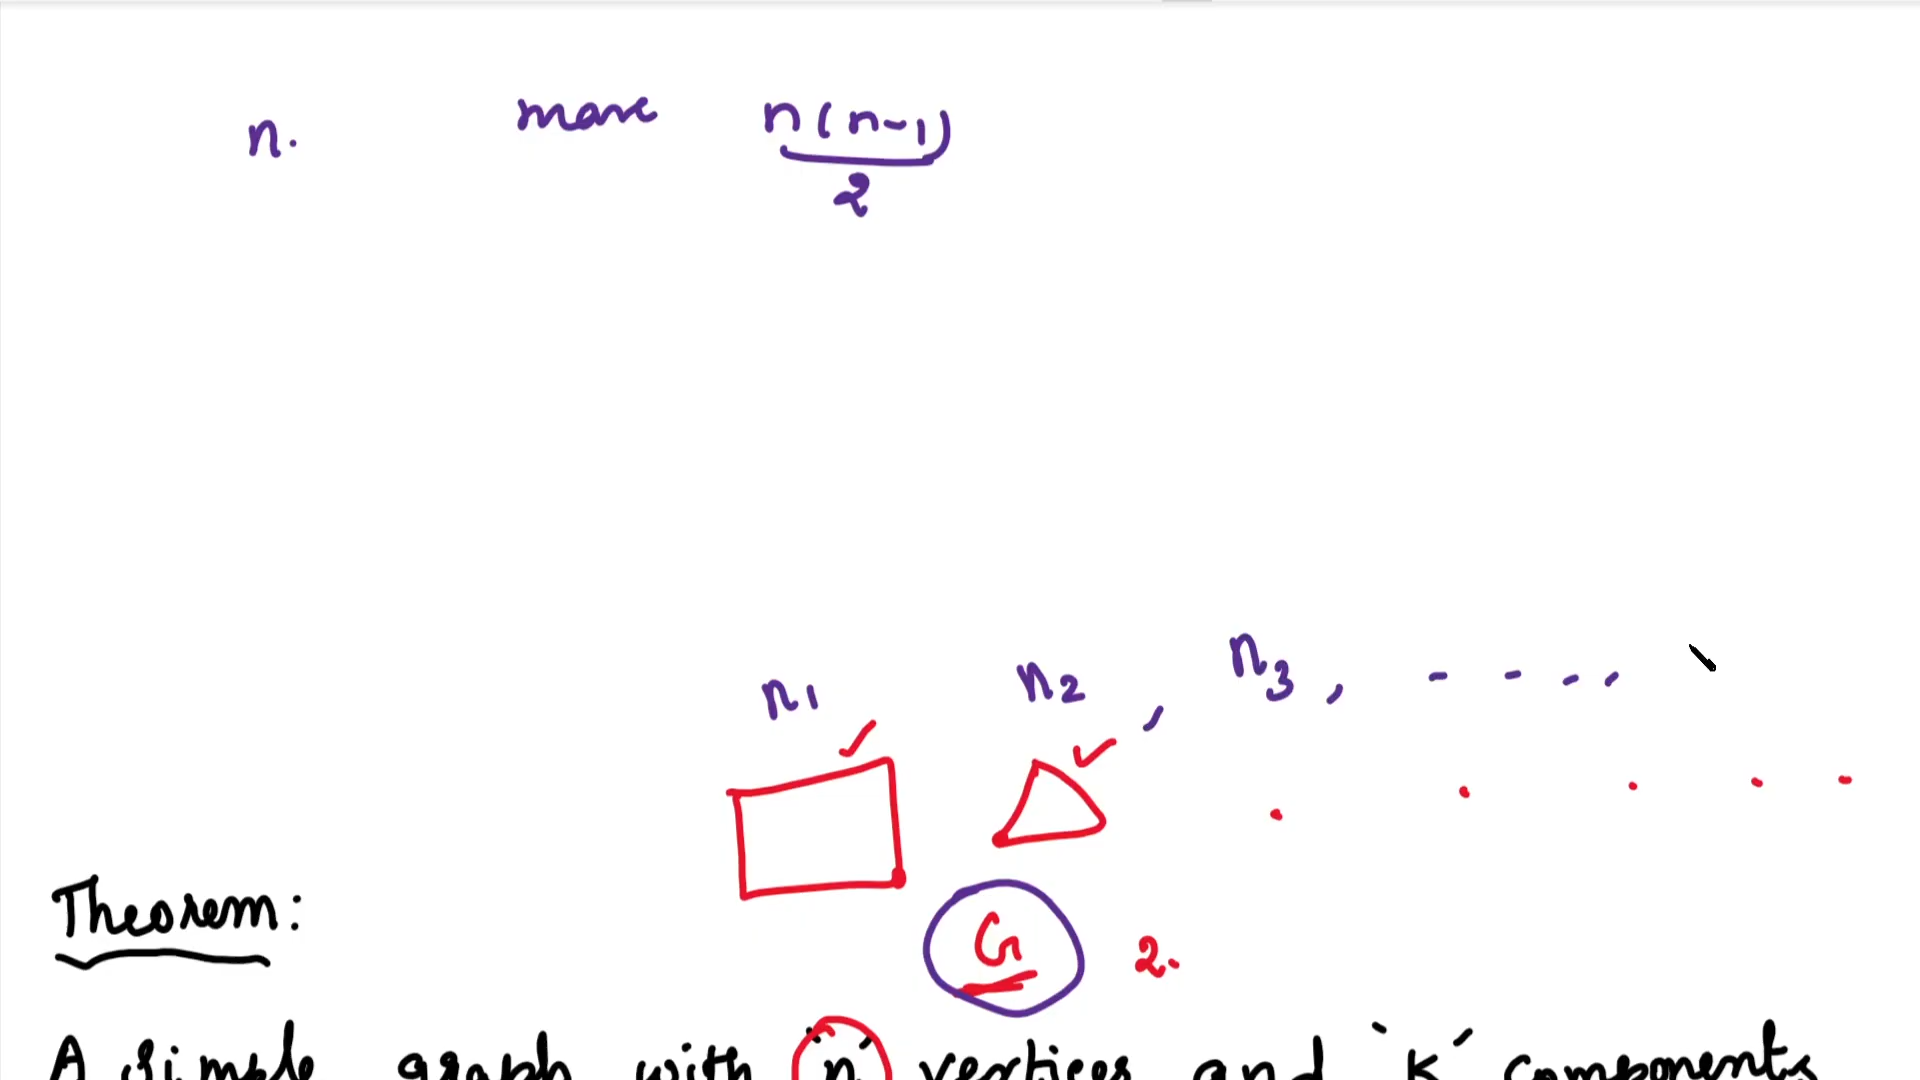 n. max n(n-1)/2
n1 n2 , n3 , - - - - ,
Theorem:
G 2.
A simple graph with 'n' vertices and 'K' components